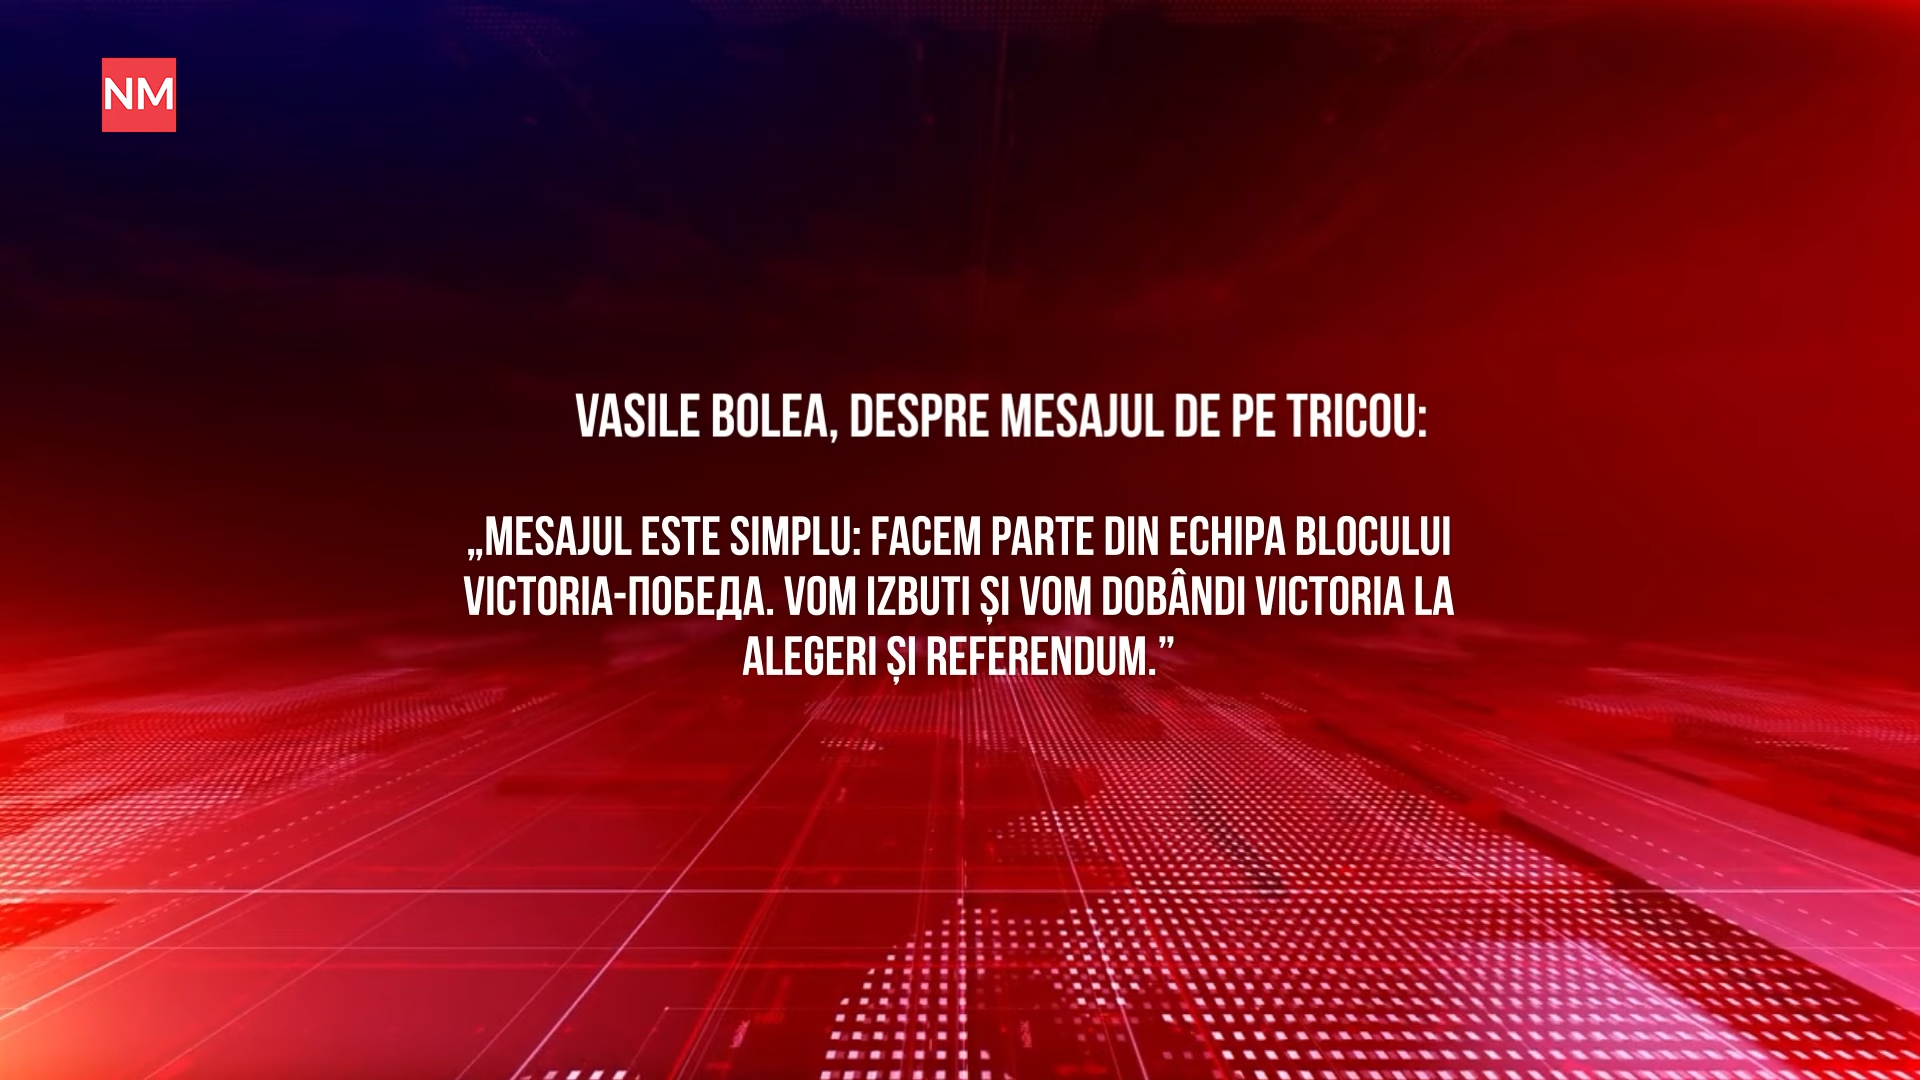 NM
VASILE BOLEA, DESPRE MESAJUL DE PE TRICOU:
„MESAJUL ESTE SIMPLU: FACEM PARTE DIN ECHIPA BLOCULUI
VICTORIA-ПОБЕДА. VOM IZBUTI ȘI VOM DOBÂNDI VICTORIA LA
ALEGERI ȘI REFERENDUM.”